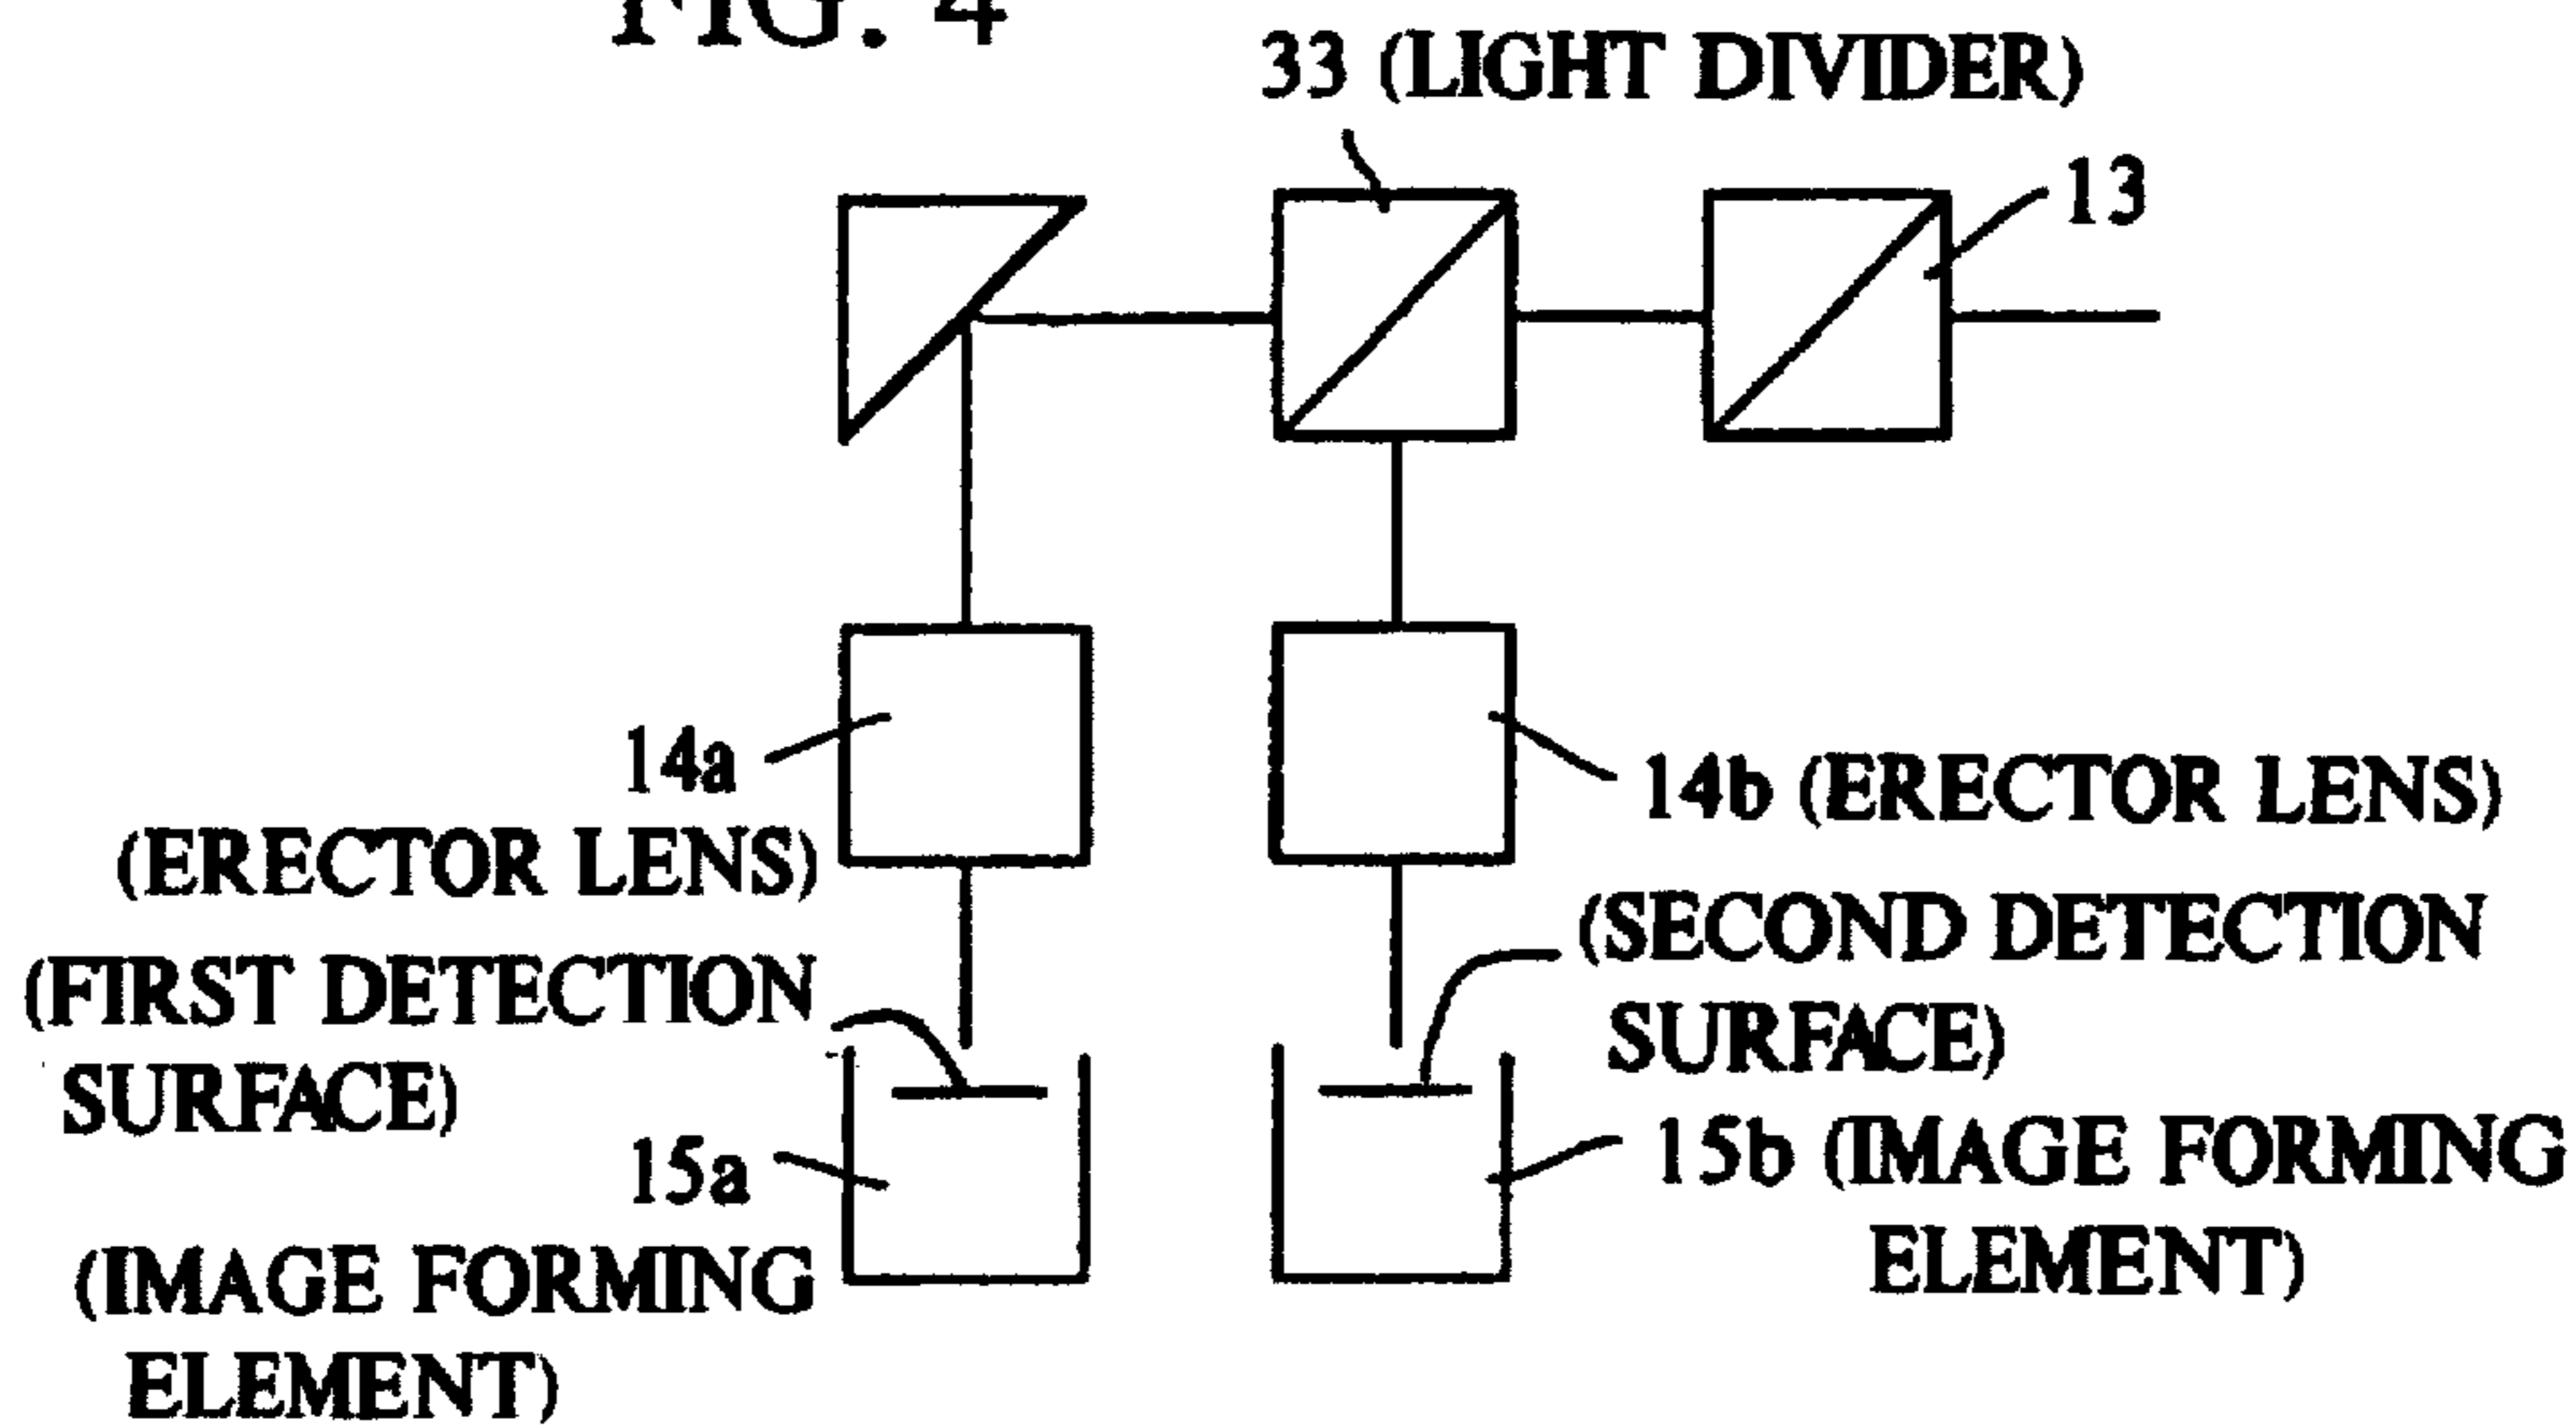 FIG. 4
33 (LIGHT DIVIDER)
13
14a
(ERECTOR LENS)
14b (ERECTOR LENS)
(FIRST DETECTION
SURFACE)
(SECOND DETECTION
SURFACE)
15a
(IMAGE FORMING
ELEMENT)
15b (IMAGE FORMING
ELEMENT)